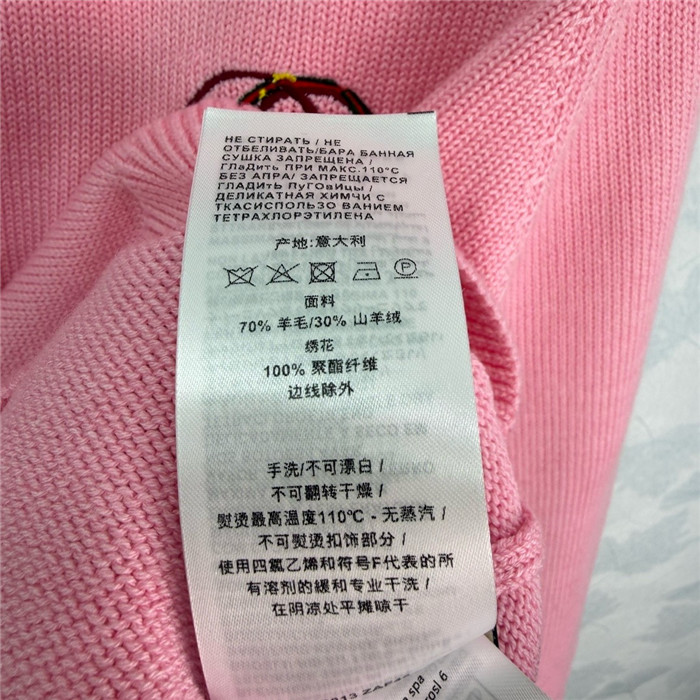 НЕ СТИРАТЬ / НЕ
ОТБЕЛИВАТЬ/БАРА БАННАЯ
СУШКА ЗАПРЕЩЕНА /
ГЛаДить ПРИ МАКС.110°C
БЕЗ АПРА/ ЗАПРЕЩАЕТСЯ
ГЛАДИТь ПуГОвИцы /
ДЕЛИКАТНАЯ ХИМЧИ С
ТКАСИСПОЛЬЗО ВАНИЕМ
ТЕТРАХЛОРЭТИЛЕНА
产地:意大利
P
面料
70% 羊毛/30% 山羊绒
绣花
100% 聚酯纤维
边线除外
手洗/不可漂白 /
不可翻转干燥 /
熨烫最高温度110℃ - 无蒸汽 /
不可熨烫扣饰部分 /
使用四氯乙烯和符号F代表的所
有溶剂的緩和专业干洗 /
在阴凉处平摊晾干
spa
6